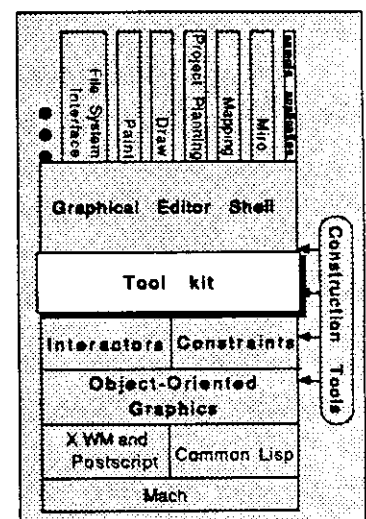 File System
Interface
Paint
Draw
Project Planning
Mapping
Miro
Graphical Editor Shell
Tool kit
Construction Tools
Interactors
Constraints
Object-Oriented
Graphics
X WM and
Postscript
Common Lisp
Mach